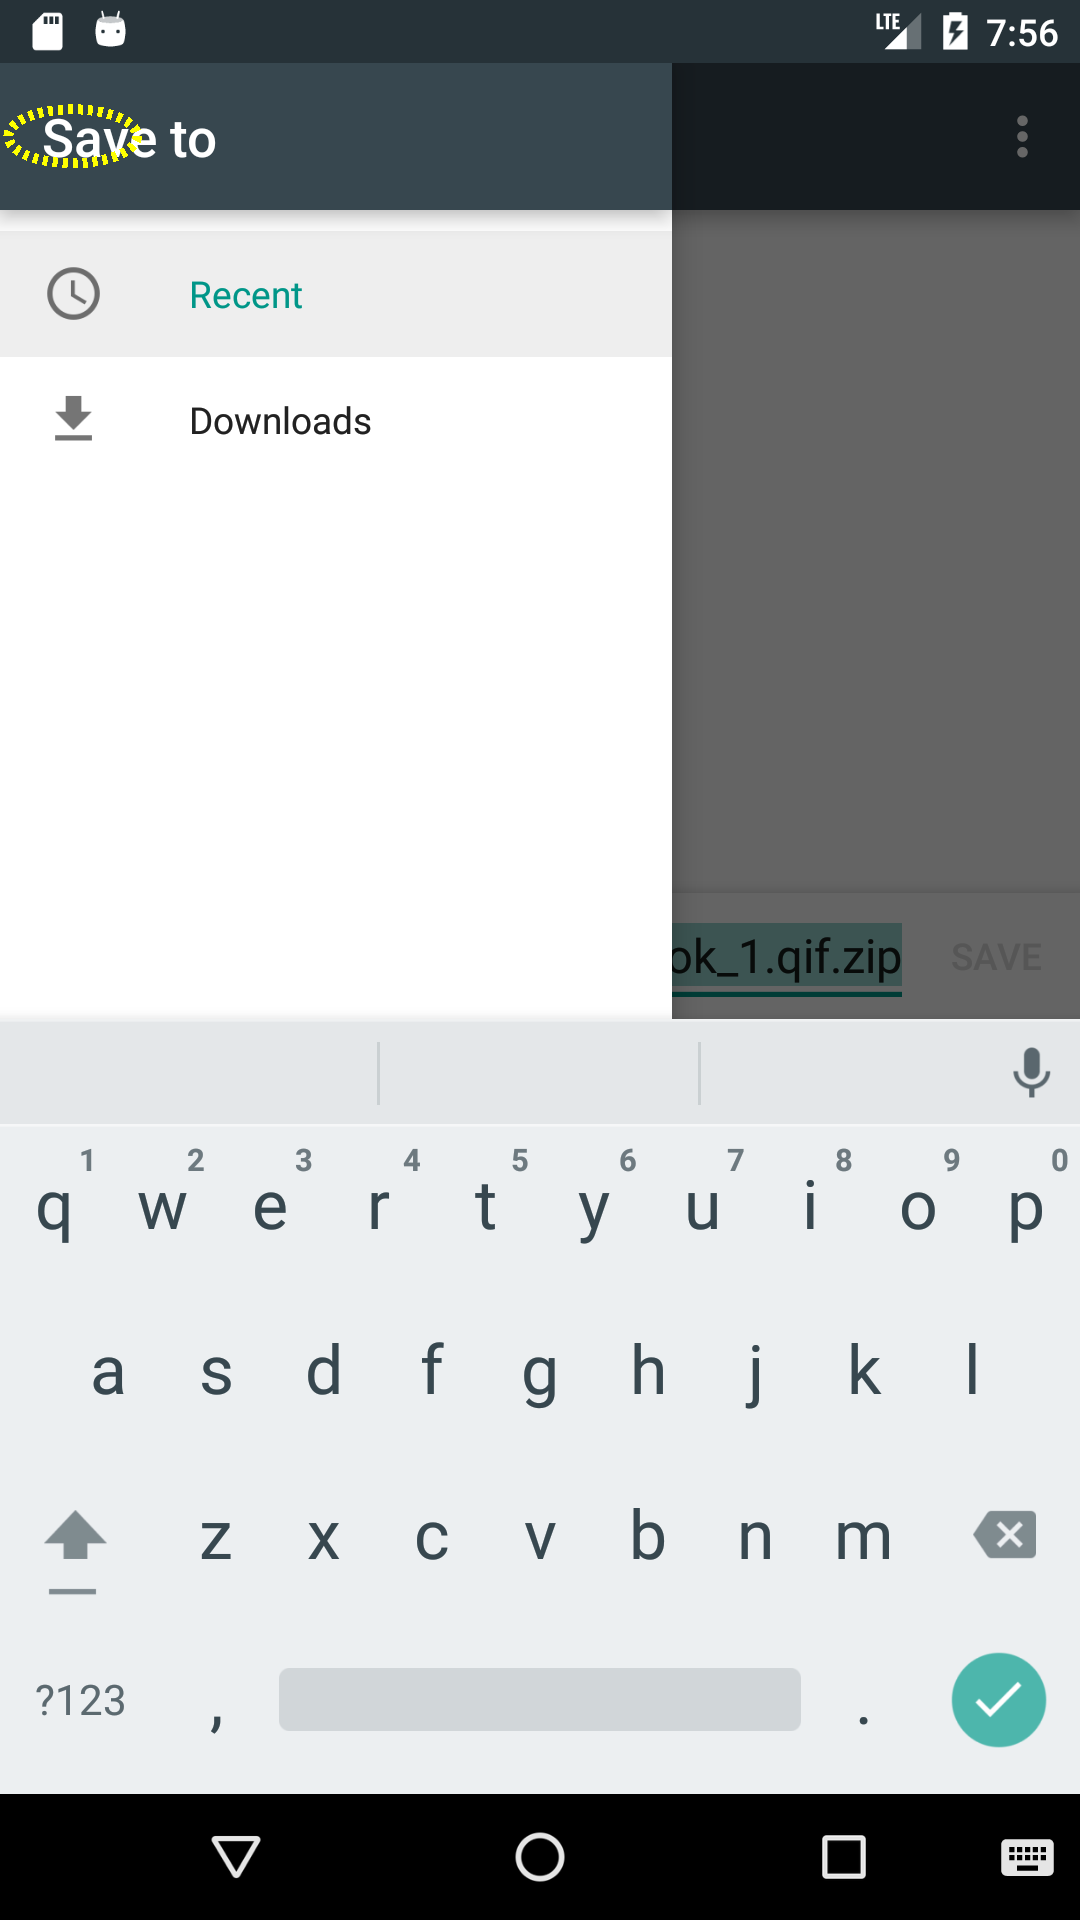 LTE 7:56
Save to
Recent
Downloads
ok_1.qif.zip SAVE
1 2 3 4 5 6 7 8 9 0
q w e r t y u i o p
a s d f g h j k l
z x c v b n m
?123 , .